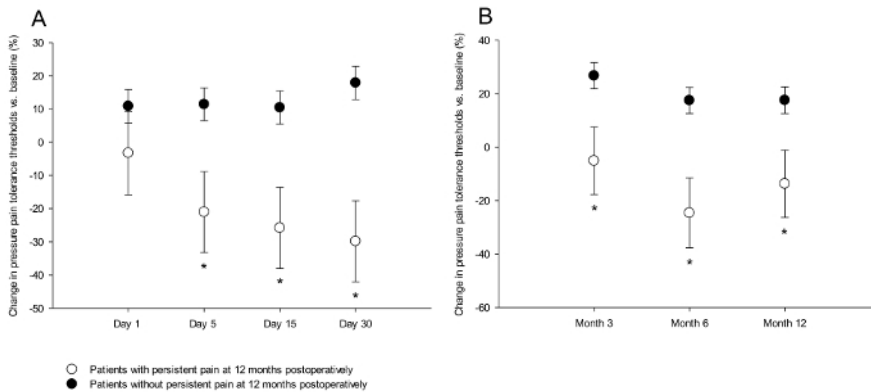 A
Change in pressure pain tolerance thresholds vs. baseline (%)
30
20
10
0
-10
-20
-30
-40
-50
*
*
*
Day 1 Day 5 Day 15 Day 30
B
Change in pressure pain tolerance thresholds vs. baseline (%)
40
20
0
-20
-40
-60
*
*
*
Month 3 Month 6 Month 12
Patients with persistent pain at 12 months postoperatively
Patients without persistent pain at 12 months postoperatively